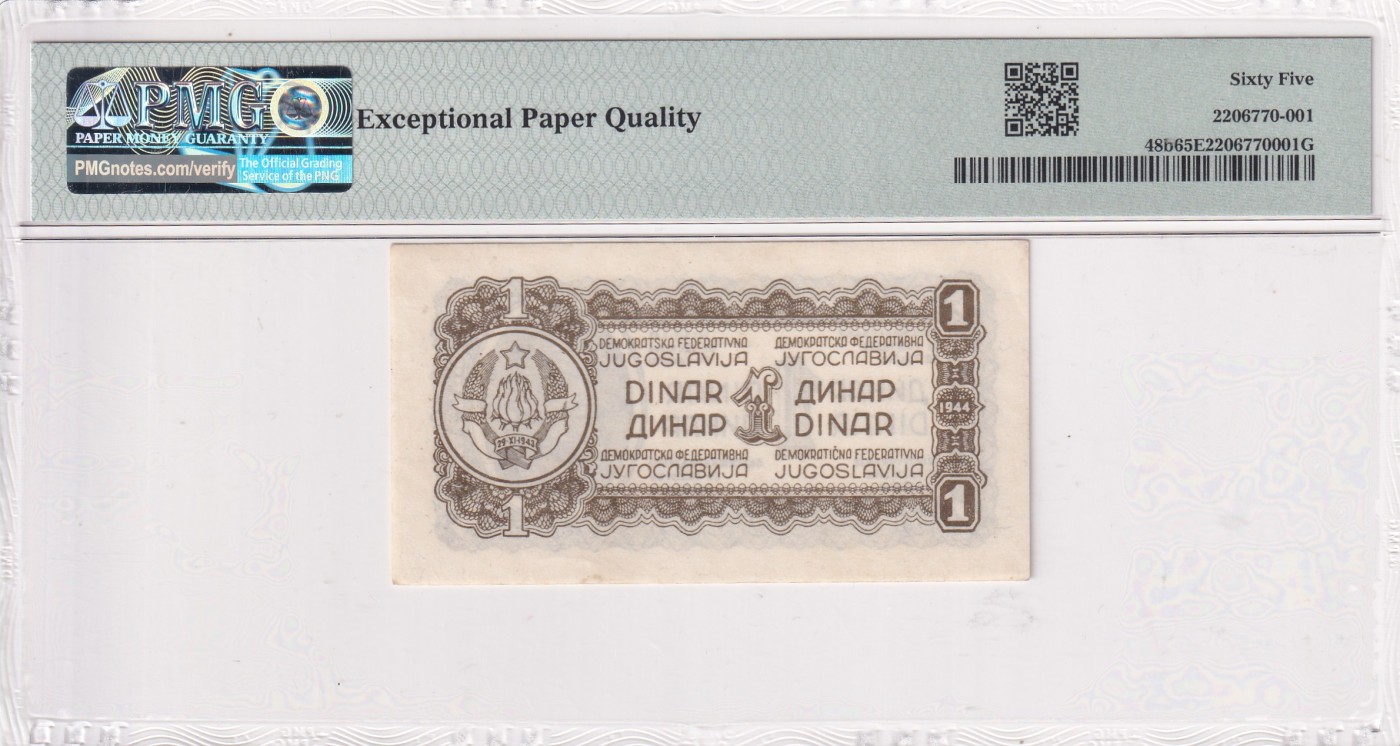 PMG
PAPER MONEY GUARANTY
PMGnotes.com/verify
The Official Grading
Service of the PNG
Exceptional Paper Quality
Sixty Five
2206770-001
48b65E2206770001G
1
1
DEMOKRATSKA FEDERATIVNA
JUGOSLAVIJA
ДЕМОКРАТСКА ФЕДЕРАТИВНА
ЈУГОСЛАВИЈА
DINAR
1
ДИНАР
ДИНАР
DINAR
1944
29·XI·1943
ДЕМОКРАТСКА ФЕДЕРАТИВНА
ЈУГОСЛАВИЈА
DEMOKRATIČNA FEDERATIVNA
JUGOSLAVIJA
1
1